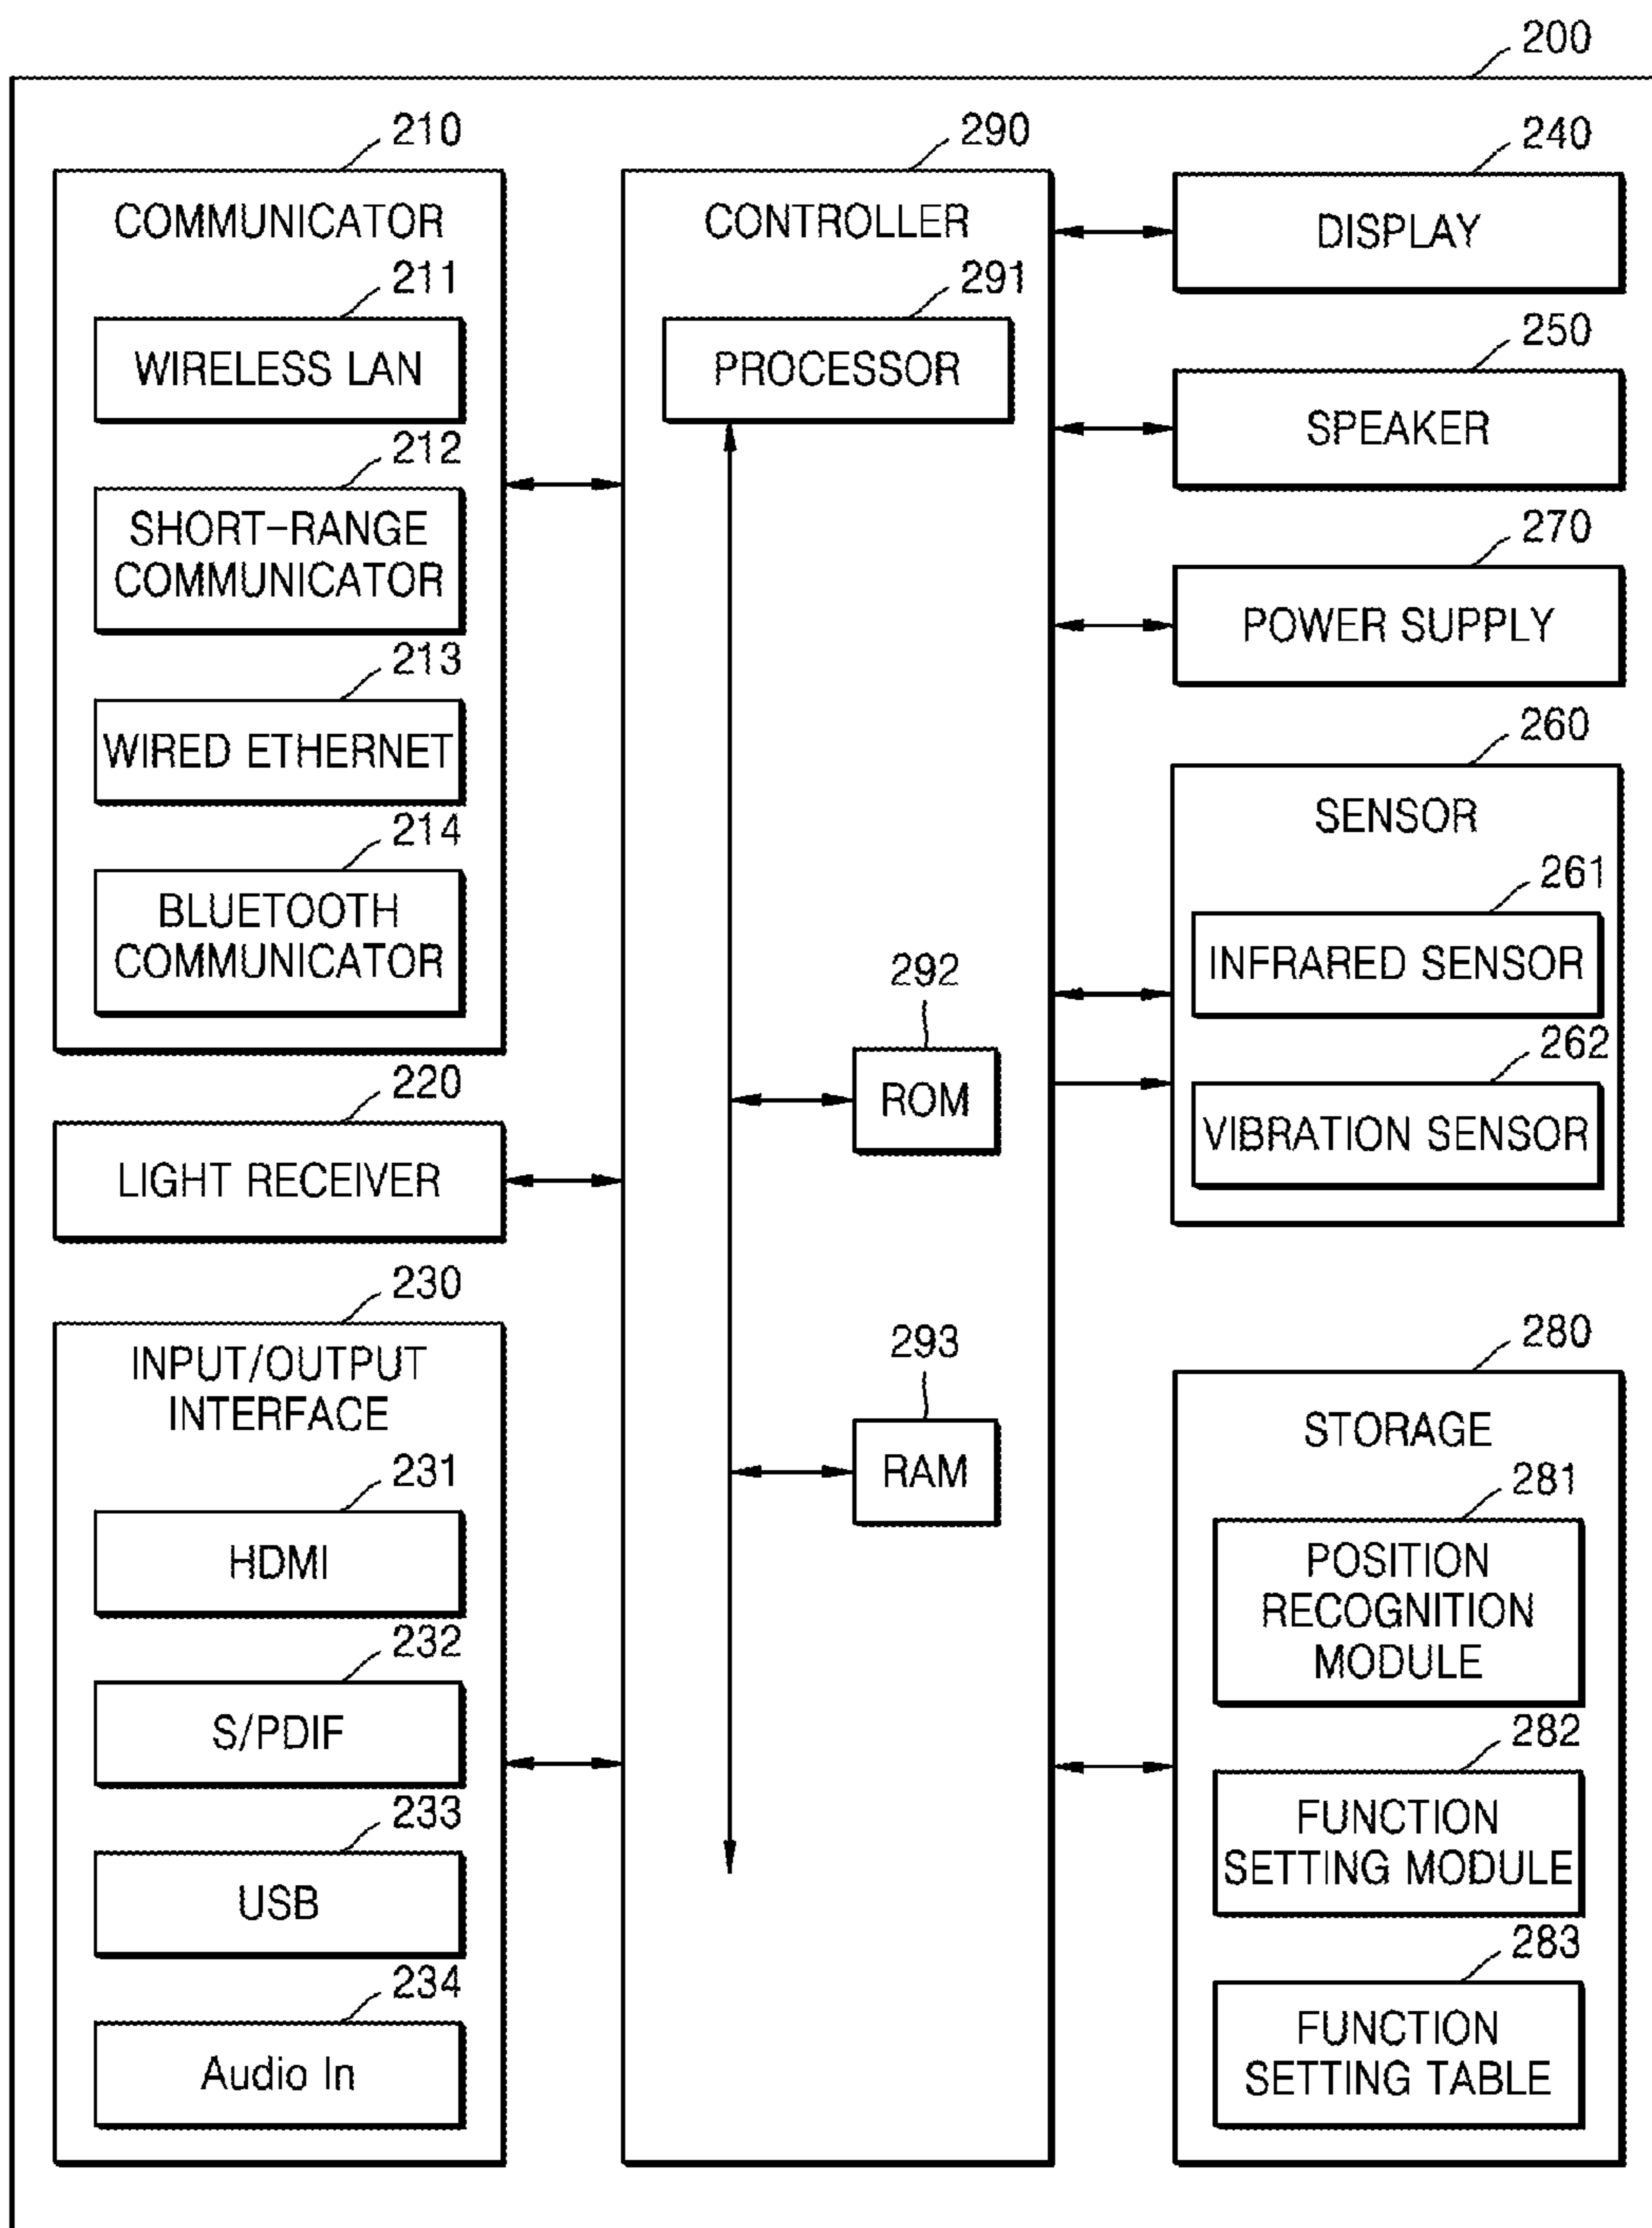 200
210
COMMUNICATOR
211
WIRELESS LAN
212
SHORT-RANGE
COMMUNICATOR
213
WIRED ETHERNET
214
BLUETOOTH
COMMUNICATOR
220
LIGHT RECEIVER
230
INPUT/OUTPUT
INTERFACE
231
HDMI
232
S/PDIF
233
USB
234
Audio In
290
CONTROLLER
291
PROCESSOR
292
ROM
293
RAM
240
DISPLAY
250
SPEAKER
270
POWER SUPPLY
260
SENSOR
261
INFRARED SENSOR
262
VIBRATION SENSOR
280
STORAGE
281
POSITION
RECOGNITION
MODULE
282
FUNCTION
SETTING MODULE
283
FUNCTION
SETTING TABLE